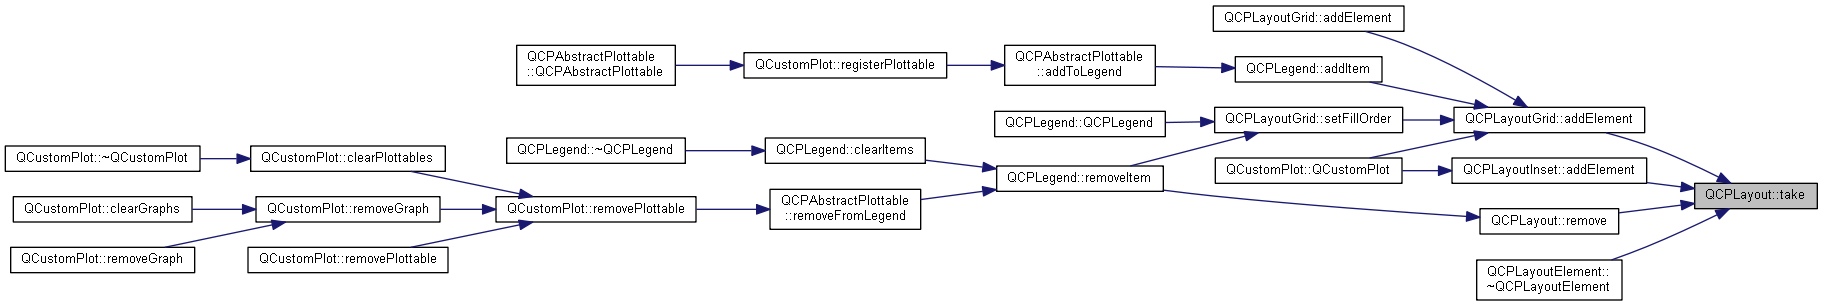 QCPLayoutGrid::addElement
QCPAbstractPlottable
::QCPAbstractPlottable
QCustomPlot::registerPlottable
QCPAbstractPlottable
::addToLegend
QCPLegend::addItem
QCPLegend::QCPLegend
QCPLayoutGrid::setFillOrder
QCPLayoutGrid::addElement
QCustomPlot::~QCustomPlot
QCustomPlot::clearPlottables
QCPLegend::~QCPLegend
QCPLegend::clearItems
QCPLegend::removeItem
QCustomPlot::QCustomPlot
QCPLayoutInset::addElement
QCPLayout::take
QCustomPlot::clearGraphs
QCustomPlot::removeGraph
QCustomPlot::removePlottable
QCPAbstractPlottable
::removeFromLegend
QCPLayout::remove
QCustomPlot::removeGraph
QCustomPlot::removePlottable
QCPLayoutElement::
~QCPLayoutElement